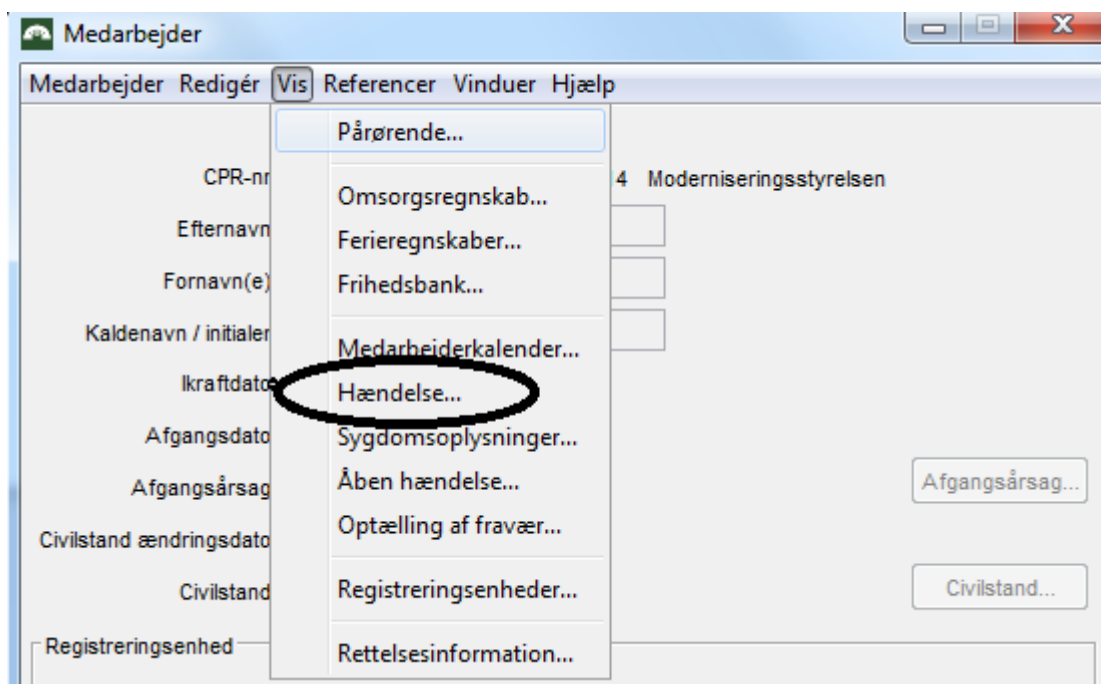 Medarbejder
Medarbejder Redigér Vis Referencer Vinduer Hjælp
Pårørende...
CPR-nr 4 Moderniseringsstyrelsen
Omsorgsregnskab...
Efternavn
Ferieregnskaber...
Fornavn(e)
Frihedsbank...
Kaldenavn / initialer
Medarbejderkalender...
Ikraftdato
Hændelse...
Afgangsdato
Sygdomsoplysninger...
Afgangsårsag
Åben hændelse...
Afgangsårsag...
Optælling af fravær...
Civilstand ændringsdato
Civilstand
Registreringsenheder...
Civilstand...
Registreringsenhed
Rettelsesinformation...